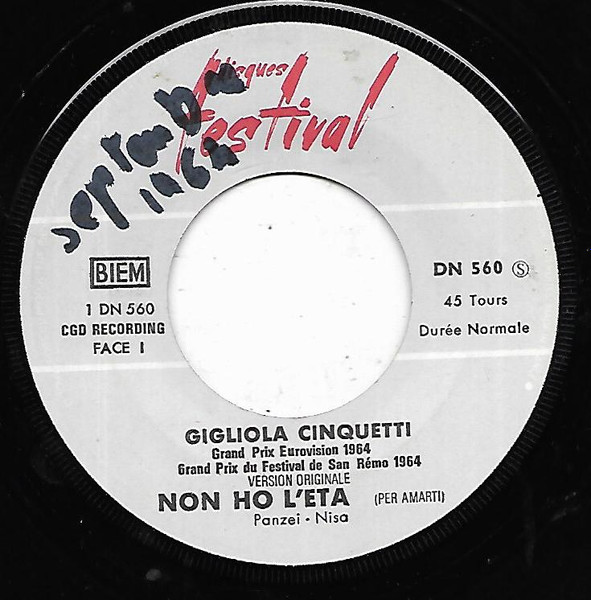 disques
festival
september
1964
BIEM
1 DN 560
CGD RECORDING
FACE I
DN 560 Ⓢ
45 Tours
Durée Normale
GIGLIOLA CINQUETTI
Grand Prix Eurovision 1964
Grand Prix du Festival de San Rémo 1964
VERSION ORIGINALE
NON HO L'ETA (PER AMARTI)
Panzei - Nisa